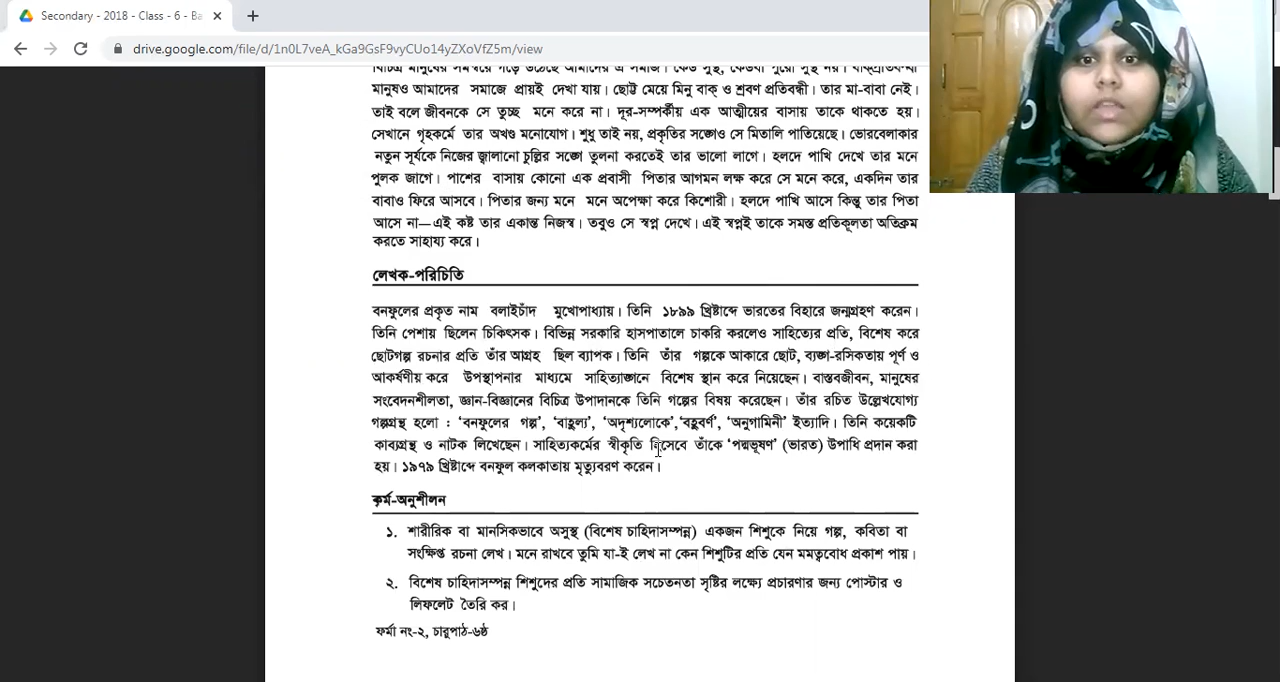 Secondary - 2018 - Class - 6 - Ba
drive.google.com/file/d/1n0L7veA_kGa9GsF9vyCUo14yZXoVfZ5m/view
বিচিত্র মানুষের সমন্বয়ে গড়ে উঠেছে আমাদের এ সমাজ। কেউ সুস্থ, কেউবা পুরো সুস্থ নয়। বাক্‌প্রতিবন্ধী
মানুষও আমাদের সমাজে প্রায়ই দেখা যায়। ছোট্ট মেয়ে মিনু বাক্ ও শ্রবণ প্রতিবন্ধী। তার মা-বাবা নেই।
তাই বলে জীবনকে সে তুচ্ছ মনে করে না। দূর-সম্পর্কীয় এক আত্মীয়ের বাসায় তাকে থাকতে হয়।
সেখানে গৃহকর্মে তার অখণ্ড মনোযোগ। শুধু তাই নয়, প্রকৃতির সঙ্গেও সে মিতালি পাতিয়েছে। ভোরবেলাকার
নতুন সূর্যকে নিজের জ্বালানো চুল্লির সঙ্গে তুলনা করতেই তার ভালো লাগে। হলদে পাখি দেখে তার মনে
পুলক জাগে। পাশের বাসায় কোনো এক প্রবাসী পিতার আগমন লক্ষ করে সে মনে করে, একদিন তার
বাবাও ফিরে আসবে। পিতার জন্য মনে মনে অপেক্ষা করে কিশোরী। হলদে পাখি আসে কিন্তু তার পিতা
আসে না—এই কষ্ট তার একান্ত নিজস্ব। তবুও সে স্বপ্ন দেখে। এই স্বপ্নই তাকে সমস্ত প্রতিকূলতা অতিক্রম
করতে সাহায্য করে।
লেখক-পরিচিতি
বনফুলের প্রকৃত নাম বলাইচাঁদ মুখোপাধ্যায়। তিনি ১৮৯৯ খ্রিষ্টাব্দে ভারতের বিহারে জন্মগ্রহণ করেন।
তিনি পেশায় ছিলেন চিকিৎসক। বিভিন্ন সরকারি হাসপাতালে চাকরি করলেও সাহিত্যের প্রতি, বিশেষ করে
ছোটগল্প রচনার প্রতি তাঁর আগ্রহ ছিল ব্যাপক। তিনি তাঁর গল্পকে আকারে ছোট, ব্যঙ্গ-রসিকতায় পূর্ণ ও
আকর্ষণীয় করে উপস্থাপনার মাধ্যমে সাহিত্যাঙ্গনে বিশেষ স্থান করে নিয়েছেন। বাস্তবজীবন, মানুষের
সংবেদনশীলতা, জ্ঞান-বিজ্ঞানের বিচিত্র উপাদানকে তিনি গল্পের বিষয় করেছেন। তাঁর রচিত উল্লেখযোগ্য
গল্পগ্রন্থ হলো : ‘বনফুলের গল্প’, ‘বাহুল্য’, ‘অদৃশ্যলোকে’,‘বহুবর্ণ’, ‘অনুগামিনী’ ইত্যাদি। তিনি কয়েকটি
কাব্যগ্রন্থ ও নাটক লিখেছেন। সাহিত্যকর্মের স্বীকৃতি হিসেবে তাঁকে ‘পদ্মভূষণ’ (ভারত) উপাধি প্রদান করা
হয়। ১৯৭৯ খ্রিষ্টাব্দে বনফুল কলকাতায় মৃত্যুবরণ করেন।
কর্ম-অনুশীলন
১. শারীরিক বা মানসিকভাবে অসুস্থ (বিশেষ চাহিদাসম্পন্ন) একজন শিশুকে নিয়ে গল্প, কবিতা বা
সংক্ষিপ্ত রচনা লেখ। মনে রাখবে তুমি যা-ই লেখ না কেন শিশুটির প্রতি যেন মমত্ববোধ প্রকাশ পায়।
২. বিশেষ চাহিদাসম্পন্ন শিশুদের প্রতি সামাজিক সচেতনতা সৃষ্টির লক্ষ্যে প্রচারণার জন্য পোস্টার ও
লিফলেট তৈরি কর।
ফর্মা নং-২, চারুপাঠ-৬ষ্ঠ